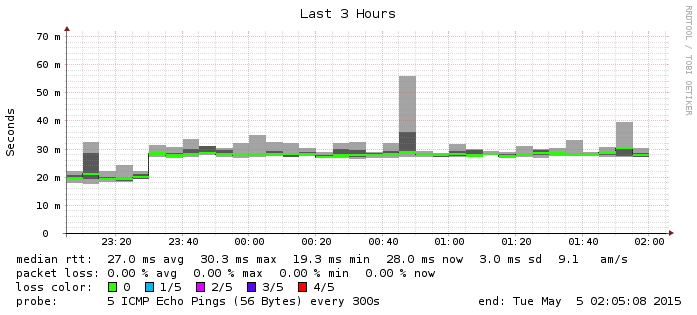 Last 3 Hours
RRDTOOL / TOBI OETIKER
Seconds
70 m
60 m
50 m
40 m
30 m
20 m
10 m
0
23:20 23:40 00:00 00:20 00:40 01:00 01:20 01:40 02:00
median rtt: 27.0 ms avg 30.3 ms max 19.3 ms min 28.0 ms now 3.0 ms sd 9.1 am/s
packet loss: 0.00 % avg 0.00 % max 0.00 % min 0.00 % now
loss color: 0 1/5 2/5 3/5 4/5
probe: 5 ICMP Echo Pings (56 Bytes) every 300s end: Tue May 5 02:05:08 2015